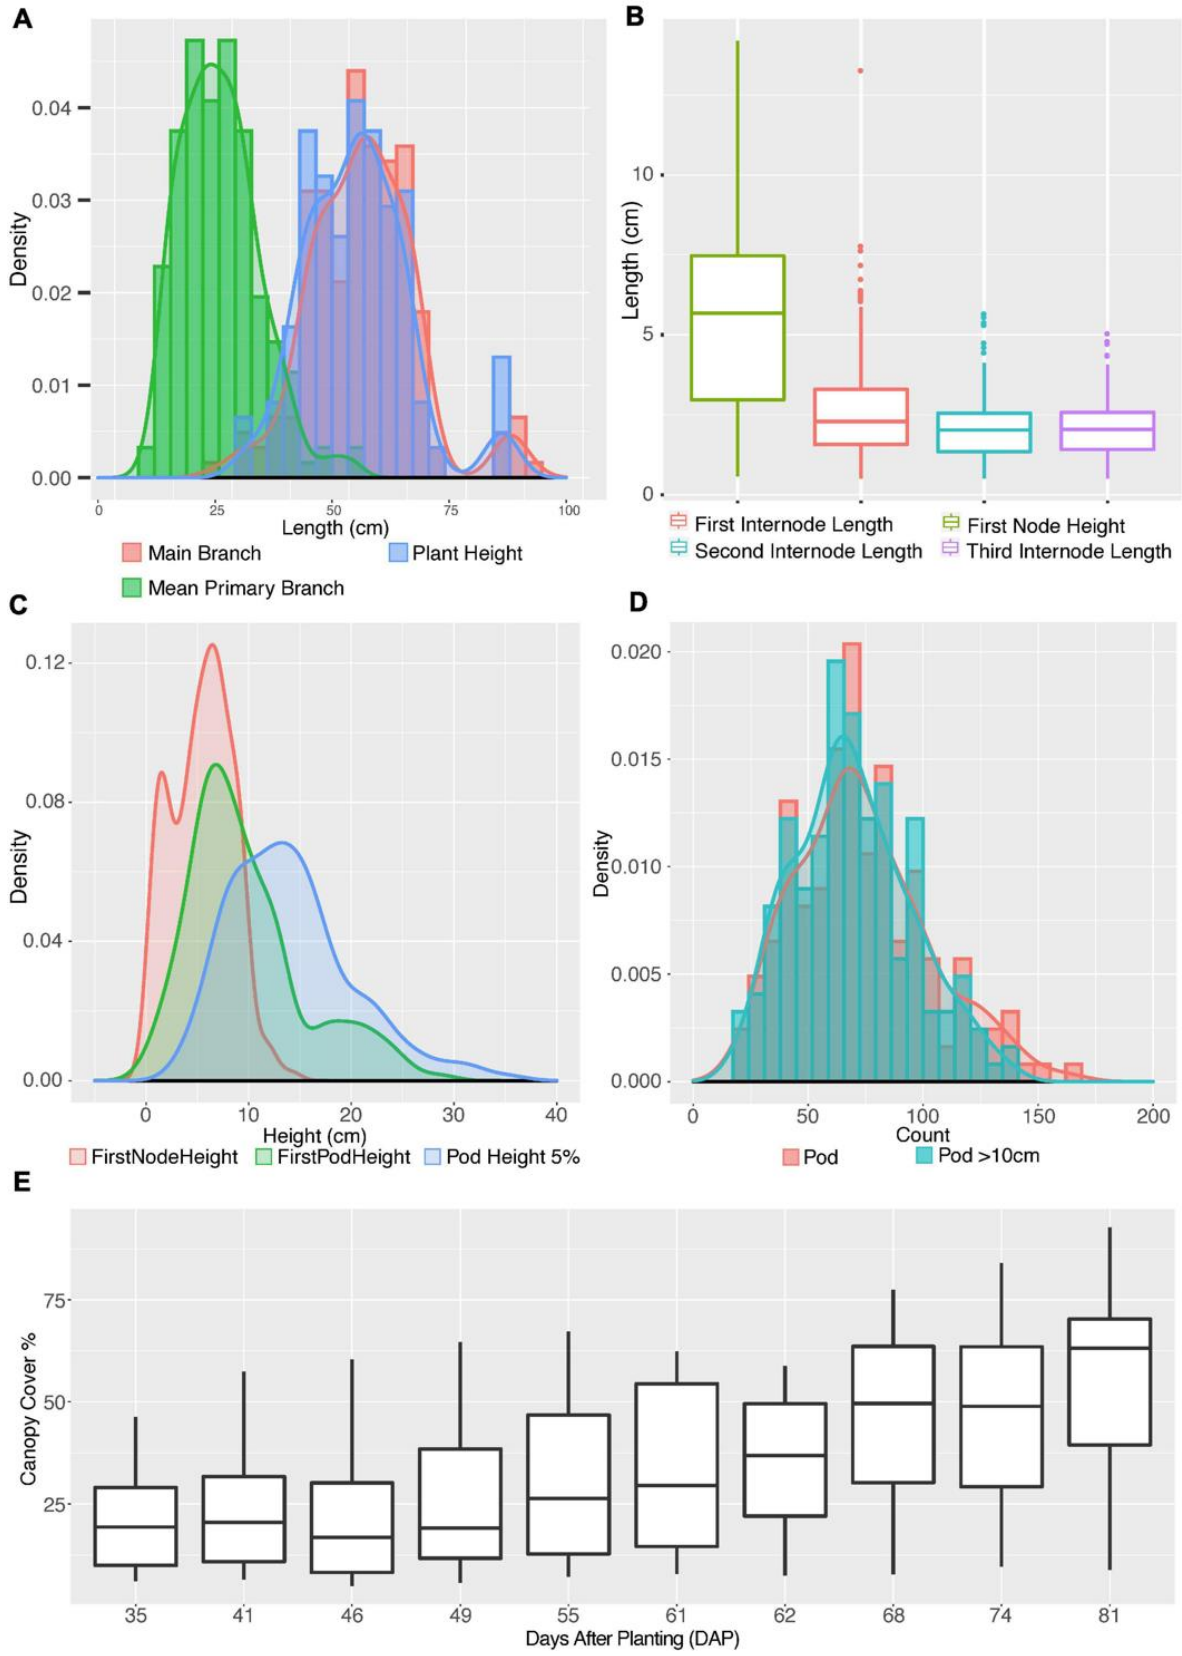 A
Density
0.04
0.03
0.02
0.01
0.00
0 25 50 75 100
Length (cm)
Main Branch Plant Height
Mean Primary Branch
B
Length (cm)
10
5
0
First Internode Length First Node Height
Second Internode Length Third Internode Length
C
Density
0.12
0.08
0.04
0.00
0 10 20 30 40
Height (cm)
FirstNodeHeight FirstPodHeight Pod Height 5%
D
Density
0.020
0.015
0.010
0.005
0.000
0 50 100 150 200
Count
Pod Pod >10cm
E
Canopy Cover %
75
50
25
35 41 46 49 55 61 62 68 74 81
Days After Planting (DAP)